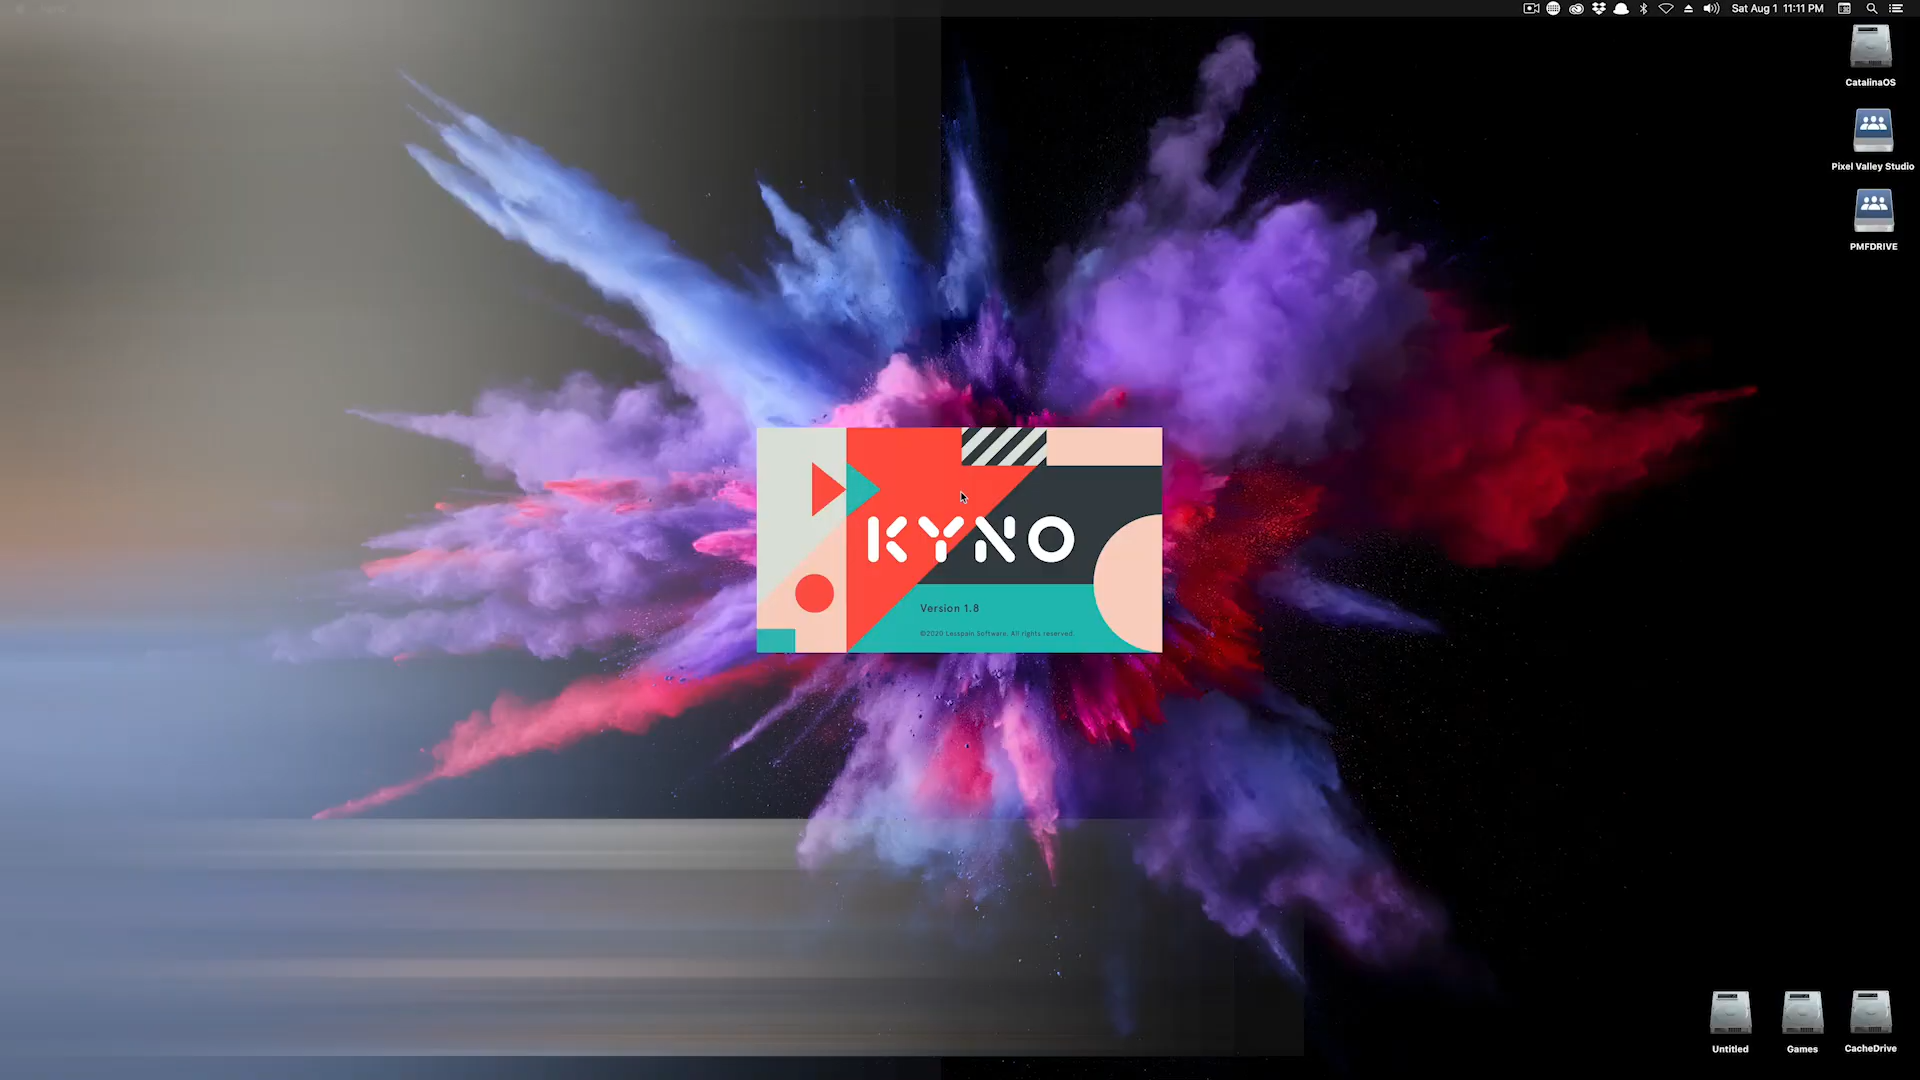 Sat Aug 1 11:11 PM
CatalinaOS
Pixel Valley Studio
PMFDRIVE
KYNO
Version 1.8
©2020 Lesspain Software. All rights reserved
Untitled
Games
CacheDrive